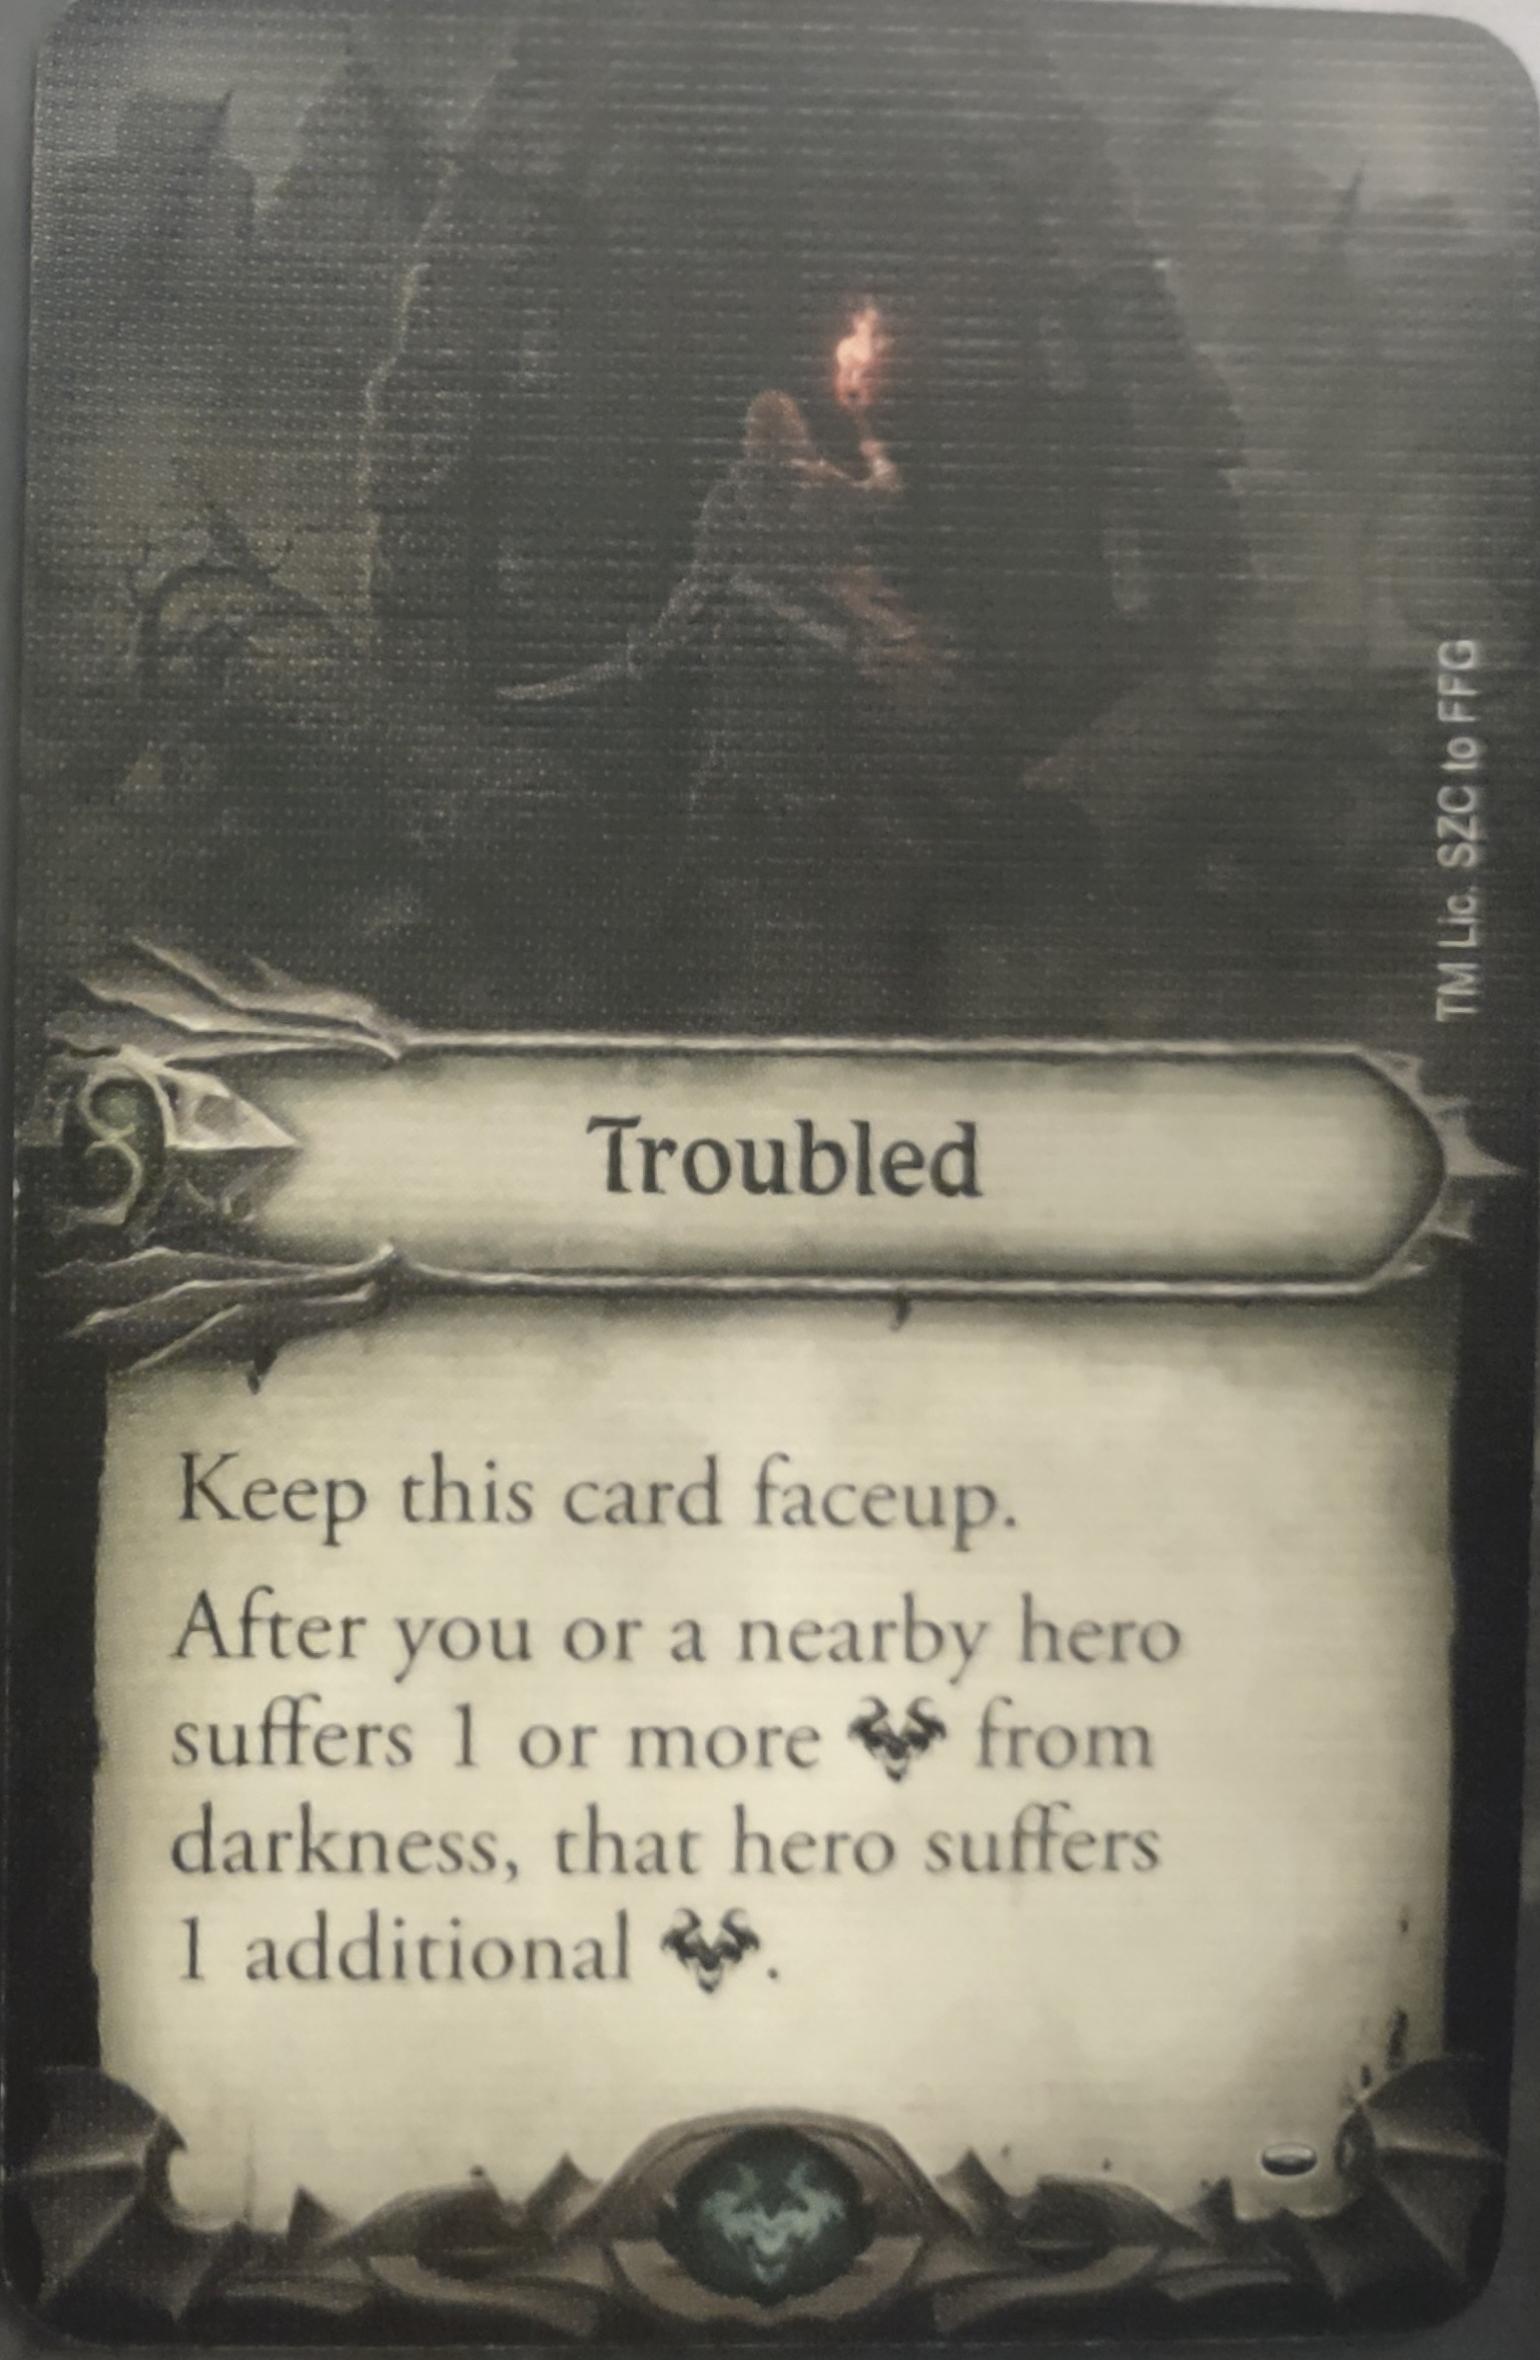 TM Lic. SZC to FFG
Troubled
Keep this card faceup.
After you or a nearby hero
suffers 1 or more from
darkness, that hero suffers
1 additional .